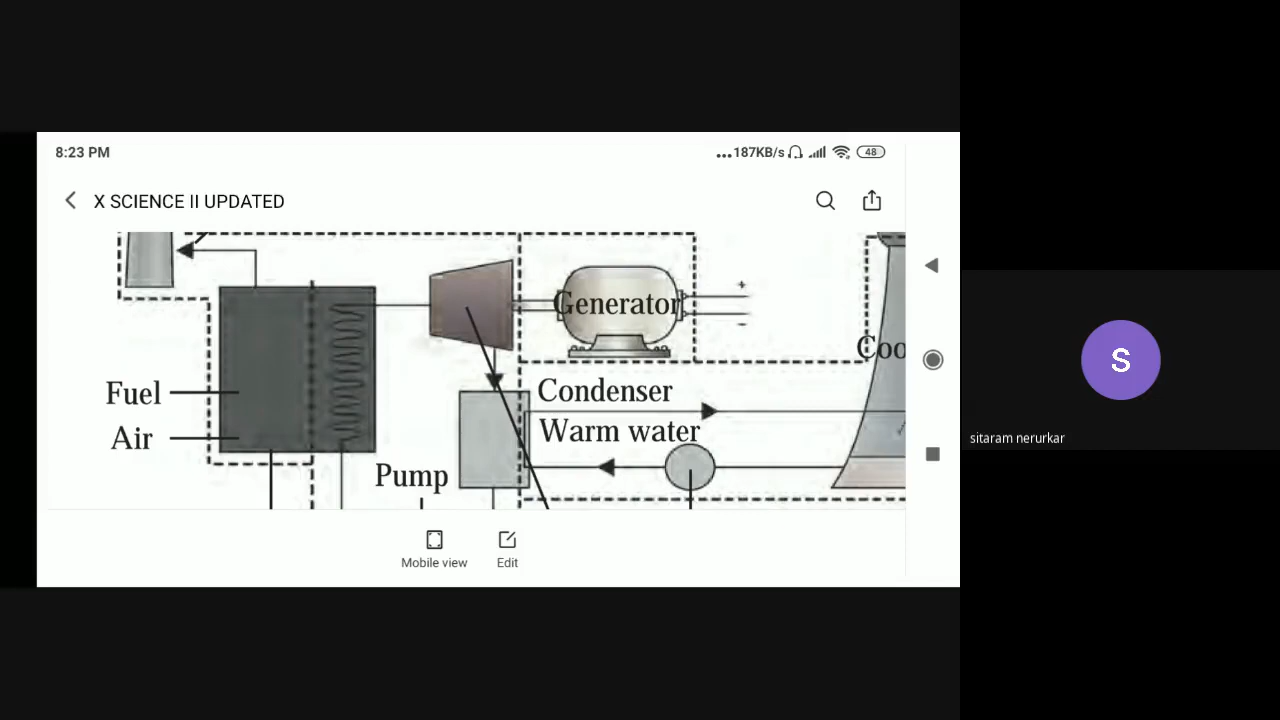 8:23 PM
...187KB/s 48
X SCIENCE II UPDATED
Generator
+
-
Coo
Fuel
Condenser
Air
Warm water
Pump
Mobile view
Edit
S
sitaram nerurkar